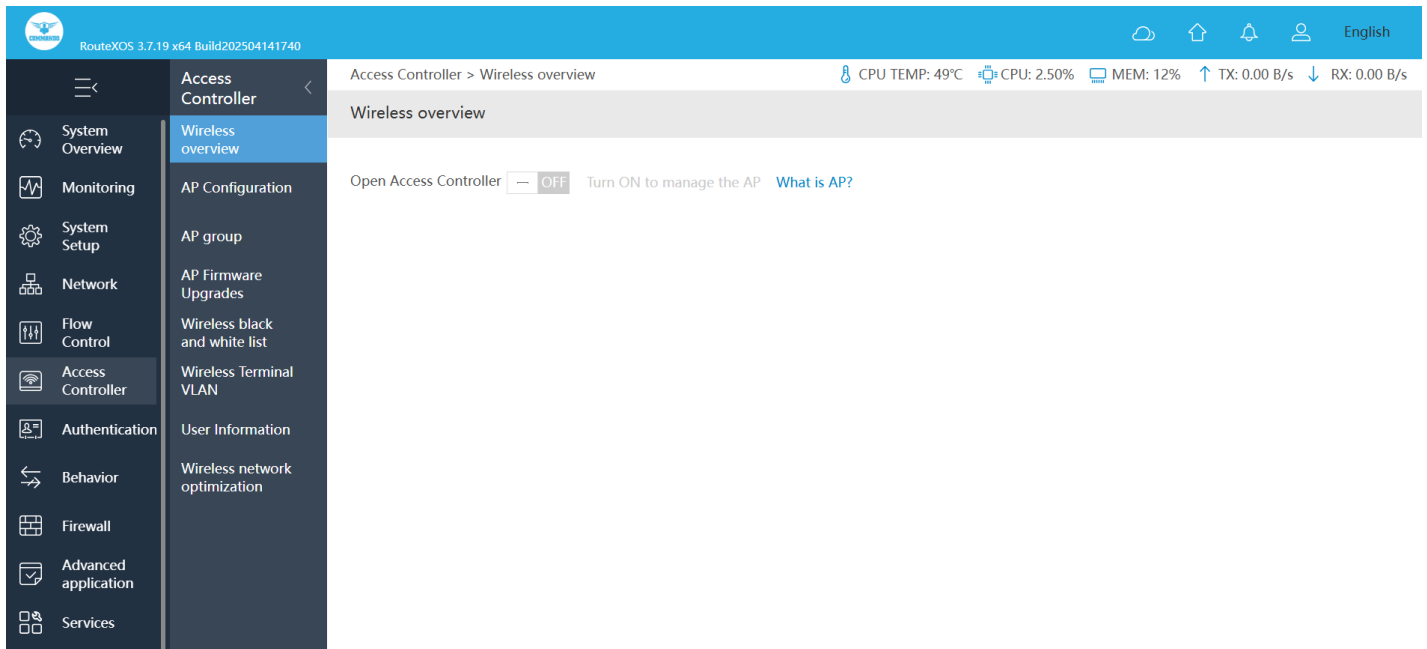 COMMANDO
RouteXOS 3.7.19 x64 Build202504141740
English
Access
Controller
Access Controller > Wireless overview
CPU TEMP: 49℃ CPU: 2.50% MEM: 12% TX: 0.00 B/s RX: 0.00 B/s
Wireless overview
System
Overview
Monitoring
System
Setup
Network
Flow
Control
Access
Controller
Authentication
Behavior
Firewall
Advanced
application
Services
Wireless
overview
AP Configuration
AP group
AP Firmware
Upgrades
Wireless black
and white list
Wireless Terminal
VLAN
User Information
Wireless network
optimization
Open Access Controller — OFF Turn ON to manage the AP What is AP?